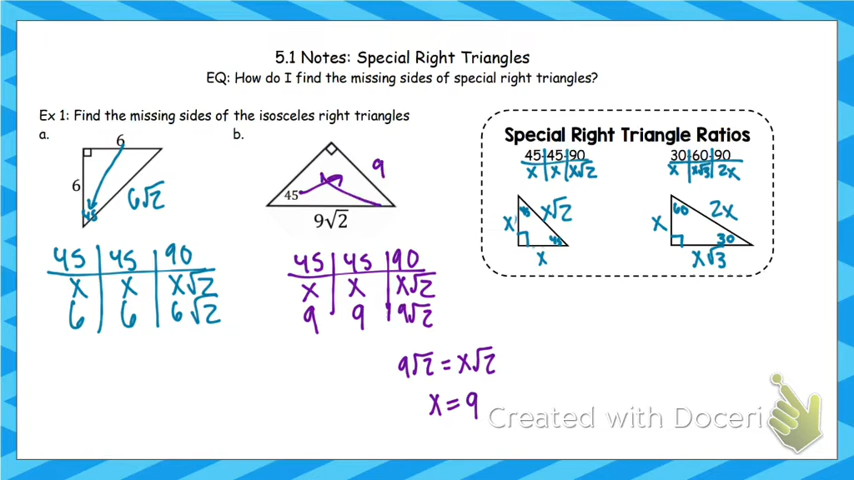 5.1 Notes: Special Right Triangles
EQ: How do I find the missing sides of special right triangles?
Ex 1: Find the missing sides of the isosceles right triangles
a.
6
6
45
6√2
45 45 90
x x x√2
6 6 6√2
b.
9
45
9√2
45 45 90
x x x√2
9 9 9√2
9√2 = x√2
x = 9
Special Right Triangle Ratios
45-45-90
x x x√2
45
x√2
x
45
x
30-60-90
x x√3 2x
60
2x
x
30
x√3
Created with Doceri